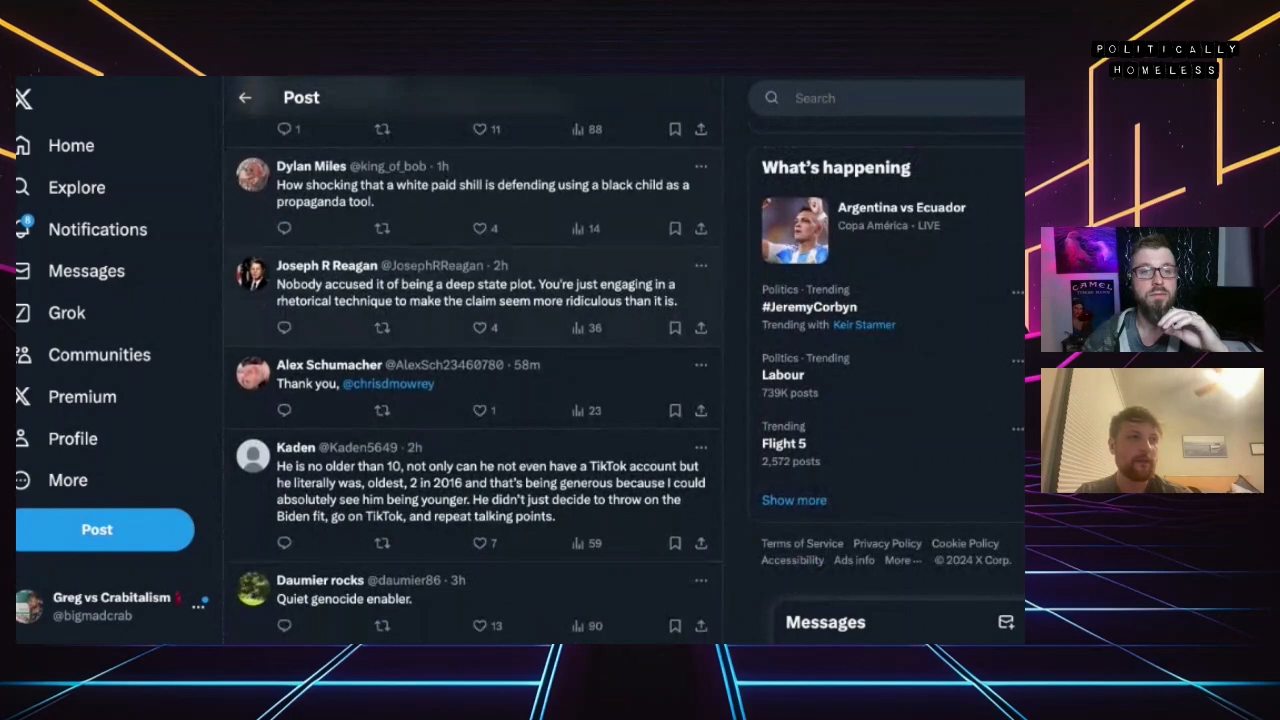 POLITICALLY
HOMELESS
Home
Explore
8
Notifications
Messages
Grok
Communities
Premium
Profile
More
Post
Greg vs Crabitalism
@bigmadcrab
Post
1
11
88
Dylan Miles @king_of_bob · 1h
How shocking that a white paid shill is defending using a black child as a
propaganda tool.
4
14
Joseph R Reagan @JosephRReagan · 2h
Nobody accused it of being a deep state plot. You're just engaging in a
rhetorical technique to make the claim seem more ridiculous than it is.
4
36
Alex Schumacher @AlexSch23460780 · 58m
Thank you, @chrisdmowrey
1
23
Kaden @Kaden5649 · 2h
He is no older than 10, not only can he not even have a TikTok account but
he literally was, oldest, 2 in 2016 and that's being generous because I could
absolutely see him being younger. He didn't just decide to throw on the
Biden fit, go on TikTok, and repeat talking points.
7
59
Daumier rocks @daumier86 · 3h
Quiet genocide enabler.
13
90
Search
What's happening
Argentina vs Ecuador
Copa América · LIVE
Politics · Trending
#JeremyCorbyn
Trending with Keir Starmer
Politics · Trending
Labour
739K posts
Trending
Flight 5
2,572 posts
Show more
Terms of Service Privacy Policy Cookie Policy
Accessibility Ads info More ··· © 2024 X Corp.
Messages
CAMEL